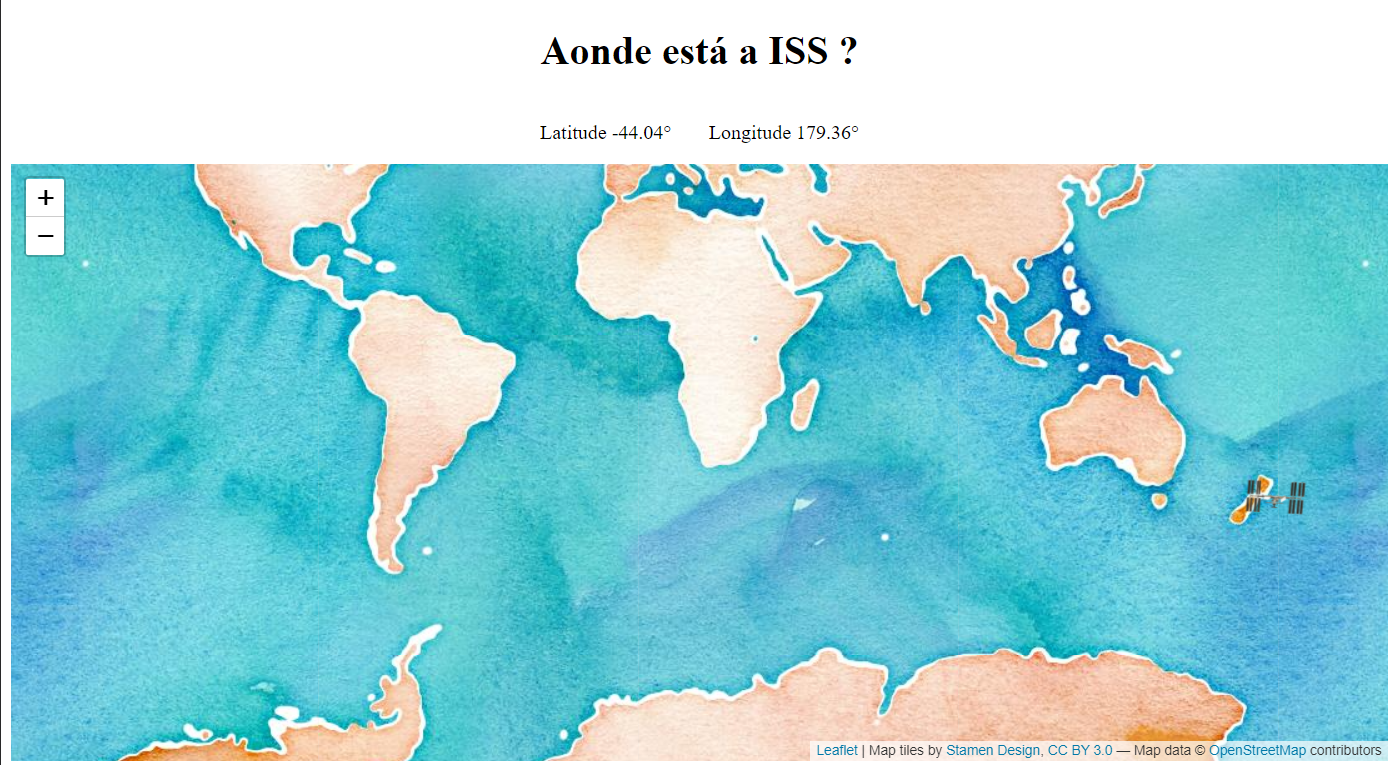 Aonde está a ISS ?
Latitude -44.04° Longitude 179.36°
+
−
Leaflet | Map tiles by Stamen Design, CC BY 3.0 — Map data © OpenStreetMap contributors